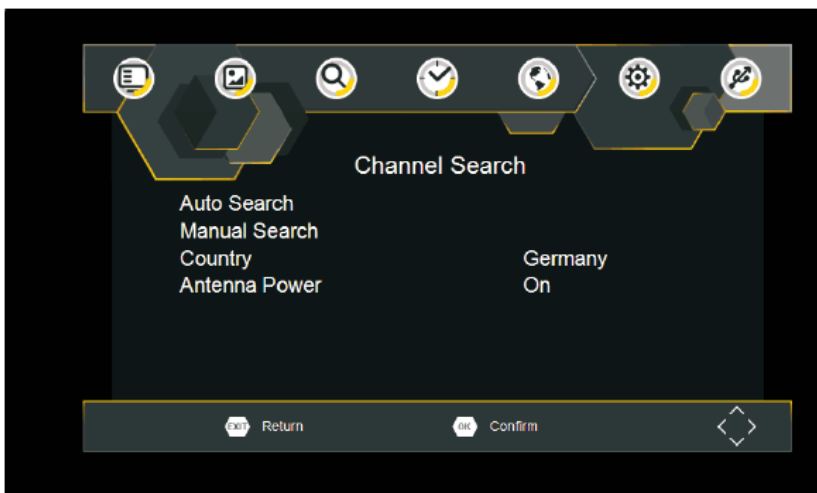 Channel Search
Auto Search
Manual Search
Country Germany
Antenna Power On
EXIT Return OK Confirm